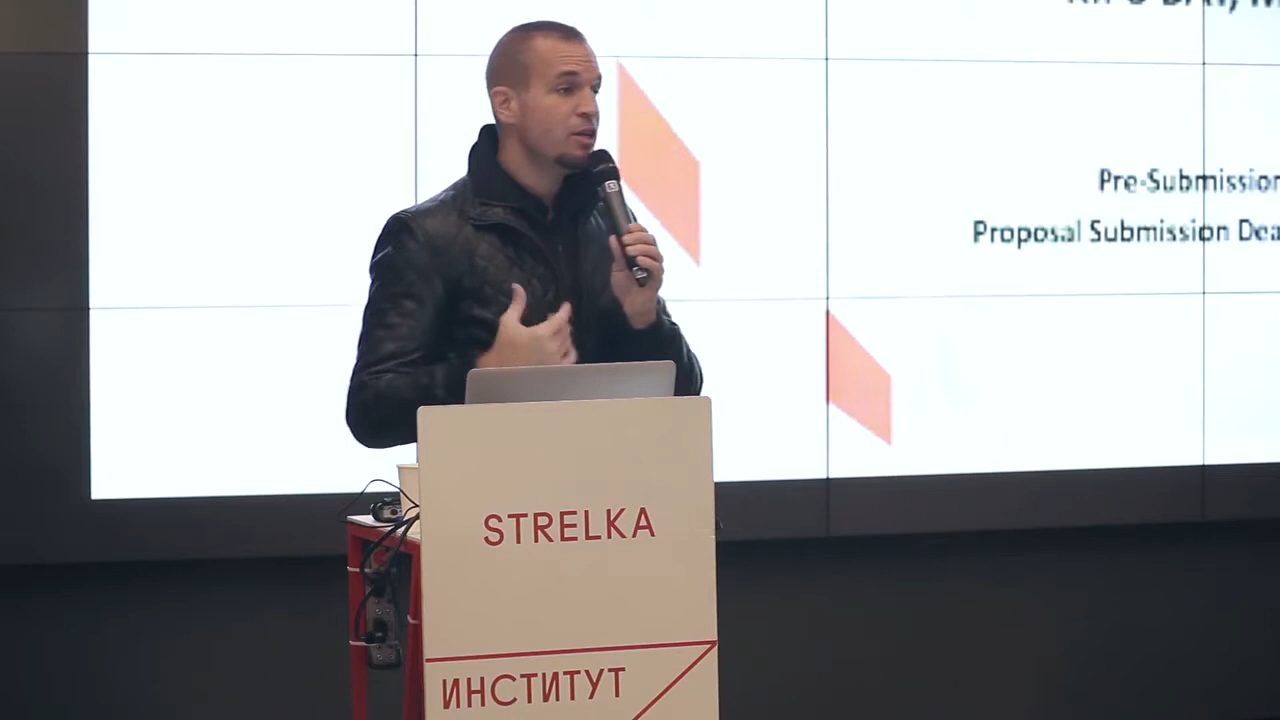 Pre-Submission
Proposal Submission Dea
STRELKA
ИНСТИТУТ